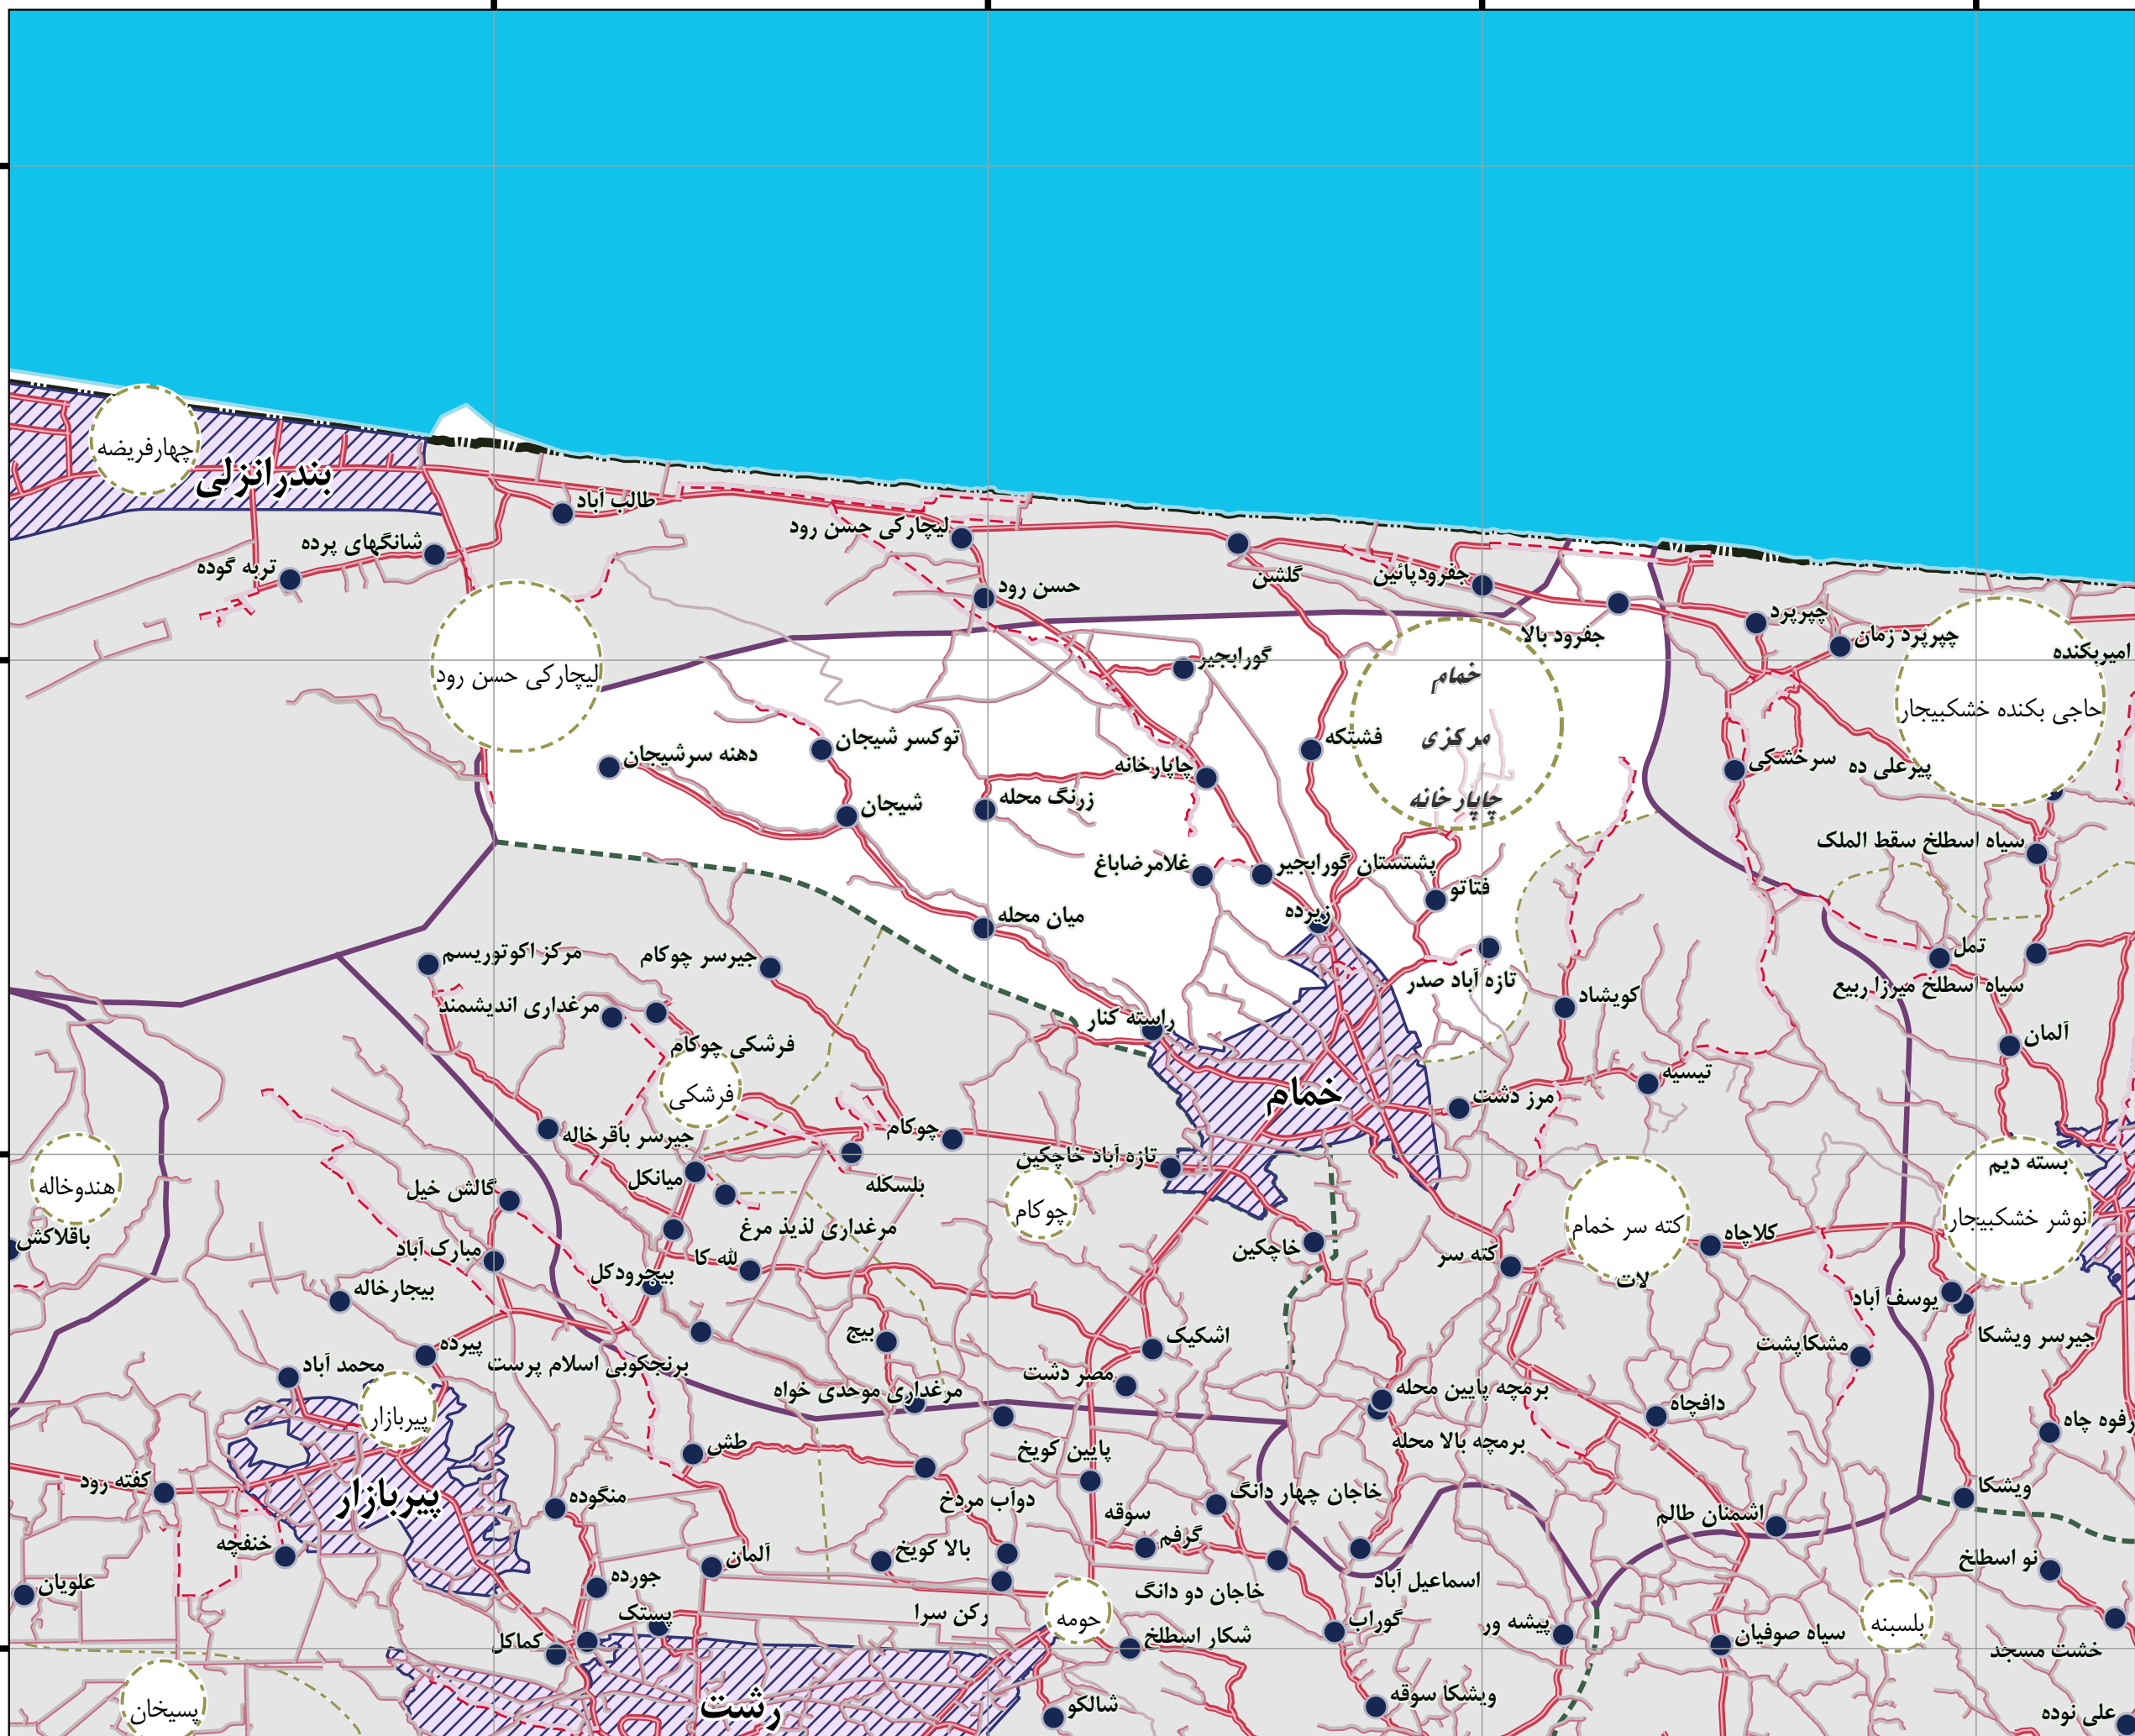 چهارفریضه
بندرانزلی
طالب آباد
لیچارکی حسن رود
شانگهای پرده
تربه گوده
حسن رود
گلشن
جفرودپائین
جفرود بالا
چپرپرد
چپرپرد زمان
امیربکنده
لیچارکی حسن رود
گورابجیر
خمام
مرکزی
چاپارخانه
حاجی بکنده خشکبیجار
دهنه سرشیجان
توکسر شیجان
فشتکه
چاپارخانه
سرخشکی
پیرعلی ده
شیجان
زرنگ محله
سیاه اسطلخ سقط الملک
غلامرضاباغ
پشتستان گورابجیر
فتاتو
میان محله
زیرده
تمل
مرکز اکوتوریسم
جیرسر چوکام
تازه آباد صدر
سیاه اسطلخ میرزا ربیع
مرغداری اندیشمند
کویشاد
راسته کنار
فرشکی چوکام
آلمان
فرشکی
خمام
تیسیه
مرز دشت
جیرسر باقرخاله
چوکام
تازه آباد خاچکین
بسته دیم
هندوخاله
گالش خیل
میانکل
بلسکله
چوکام
کته سر خمام
نوشر خشکبیجار
باقلاکش
مرغداری لذیذ مرغ
کلاچاه
مبارک آباد
لله کا
خاچکین
کته سر
لات
بیجارخاله
بیجرودکل
یوسف آباد
جیرسر ویشکا
پیرده
بیج
اشکیک
مشکاپشت
محمد آباد
برنجکوبی اسلام پرست
مصر دشت
مرغداری موحدی خواه
برمچه پایین محله
دافچاه
پیربازار
رفوه چاه
طش
پایین کویخ
برمچه بالا محله
کفته رود
پیربازار
منگوده
دوآب مردخ
سوقه
خاجان چهار دانگ
ویشکا
اشمنان طالم
خنفچه
آلمان
بالا کویخ
گرفم
نو اسطلخ
علویان
جورده
خاجان دو دانگ
اسماعیل آباد
پستک
رکن سرا
حومه
گوراب
پیشه ور
بلسبنه
کماکل
شکار اسطلخ
سیاه صوفیان
خشت مسجد
پسیخان
رشت
شالکو
ویشکا سوقه
علی نوده